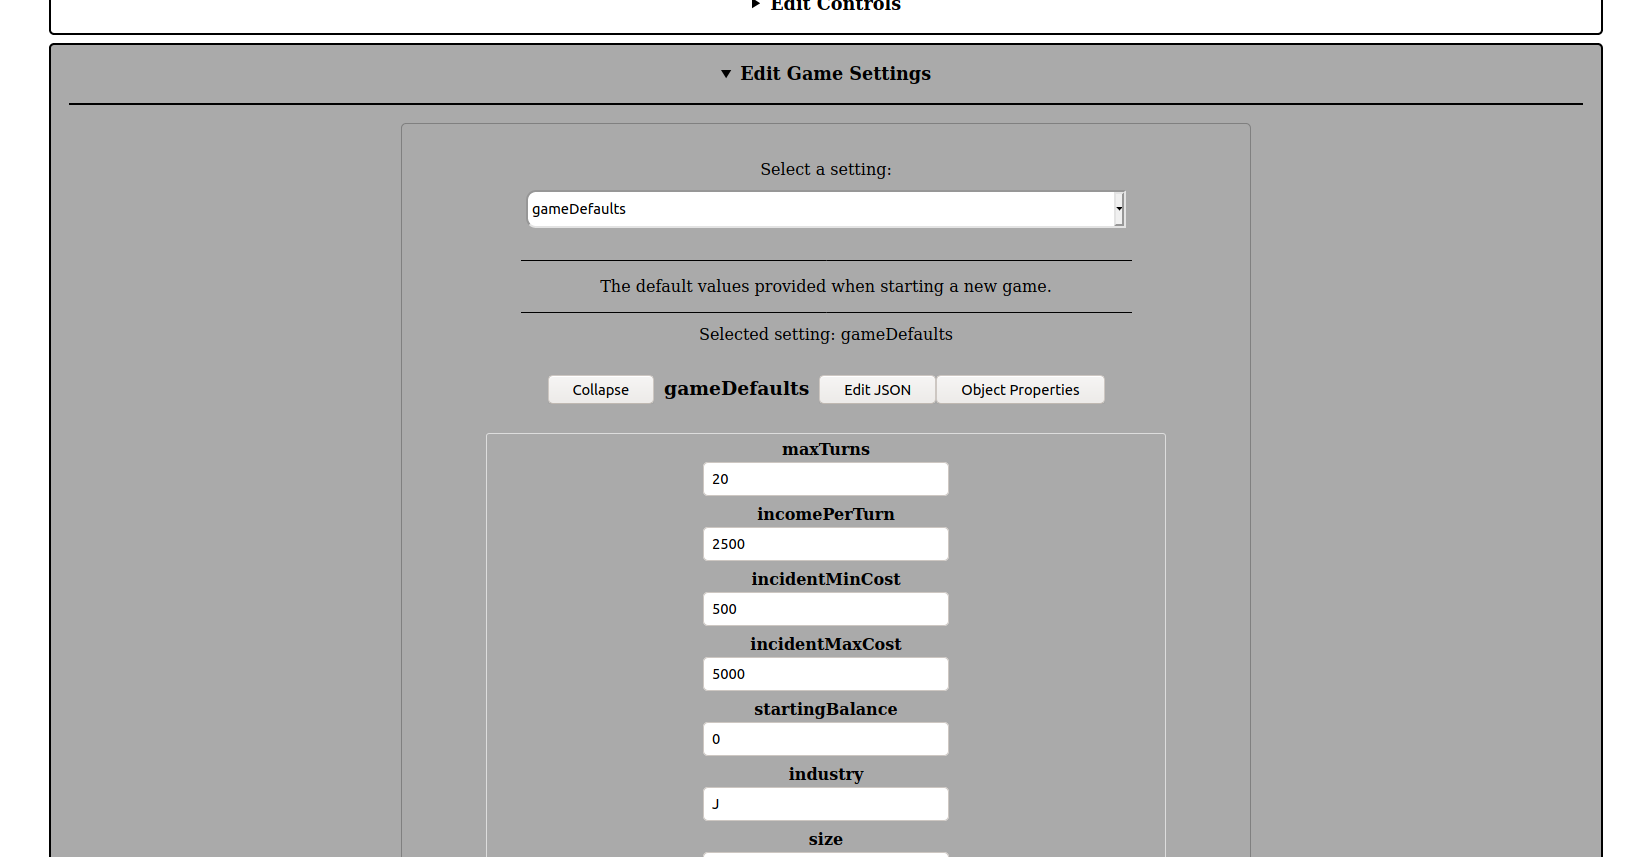 Edit Controls
Edit Game Settings
Select a setting:
gameDefaults
The default values provided when starting a new game.
Selected setting: gameDefaults
Collapse gameDefaults Edit JSON Object Properties
maxTurns
20
incomePerTurn
2500
incidentMinCost
500
incidentMaxCost
5000
startingBalance
0
industry
J
size